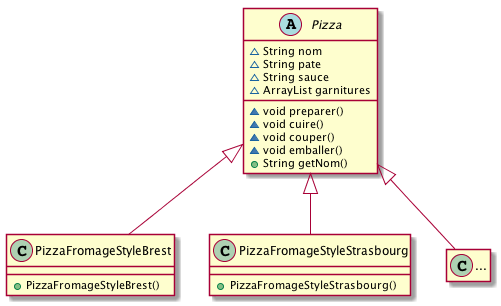 A Pizza
String nom
String pate
String sauce
ArrayList garnitures
void preparer()
void cuire()
void couper()
void emballer()
String getNom()
C PizzaFromageStyleBrest
PizzaFromageStyleBrest()
C PizzaFromageStyleStrasbourg
PizzaFromageStyleStrasbourg()
C ...